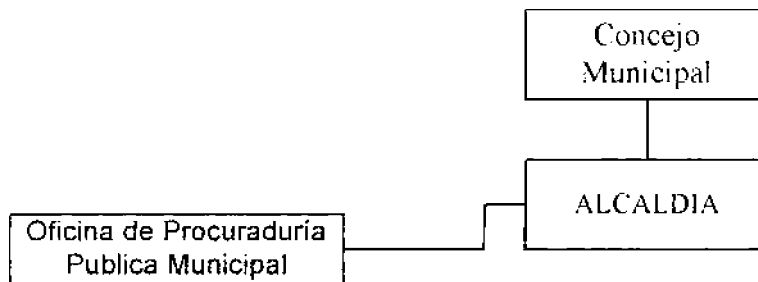 Concejo
Municipal
ALCALDIA
Oficina de Procuraduría
Publica Municipal